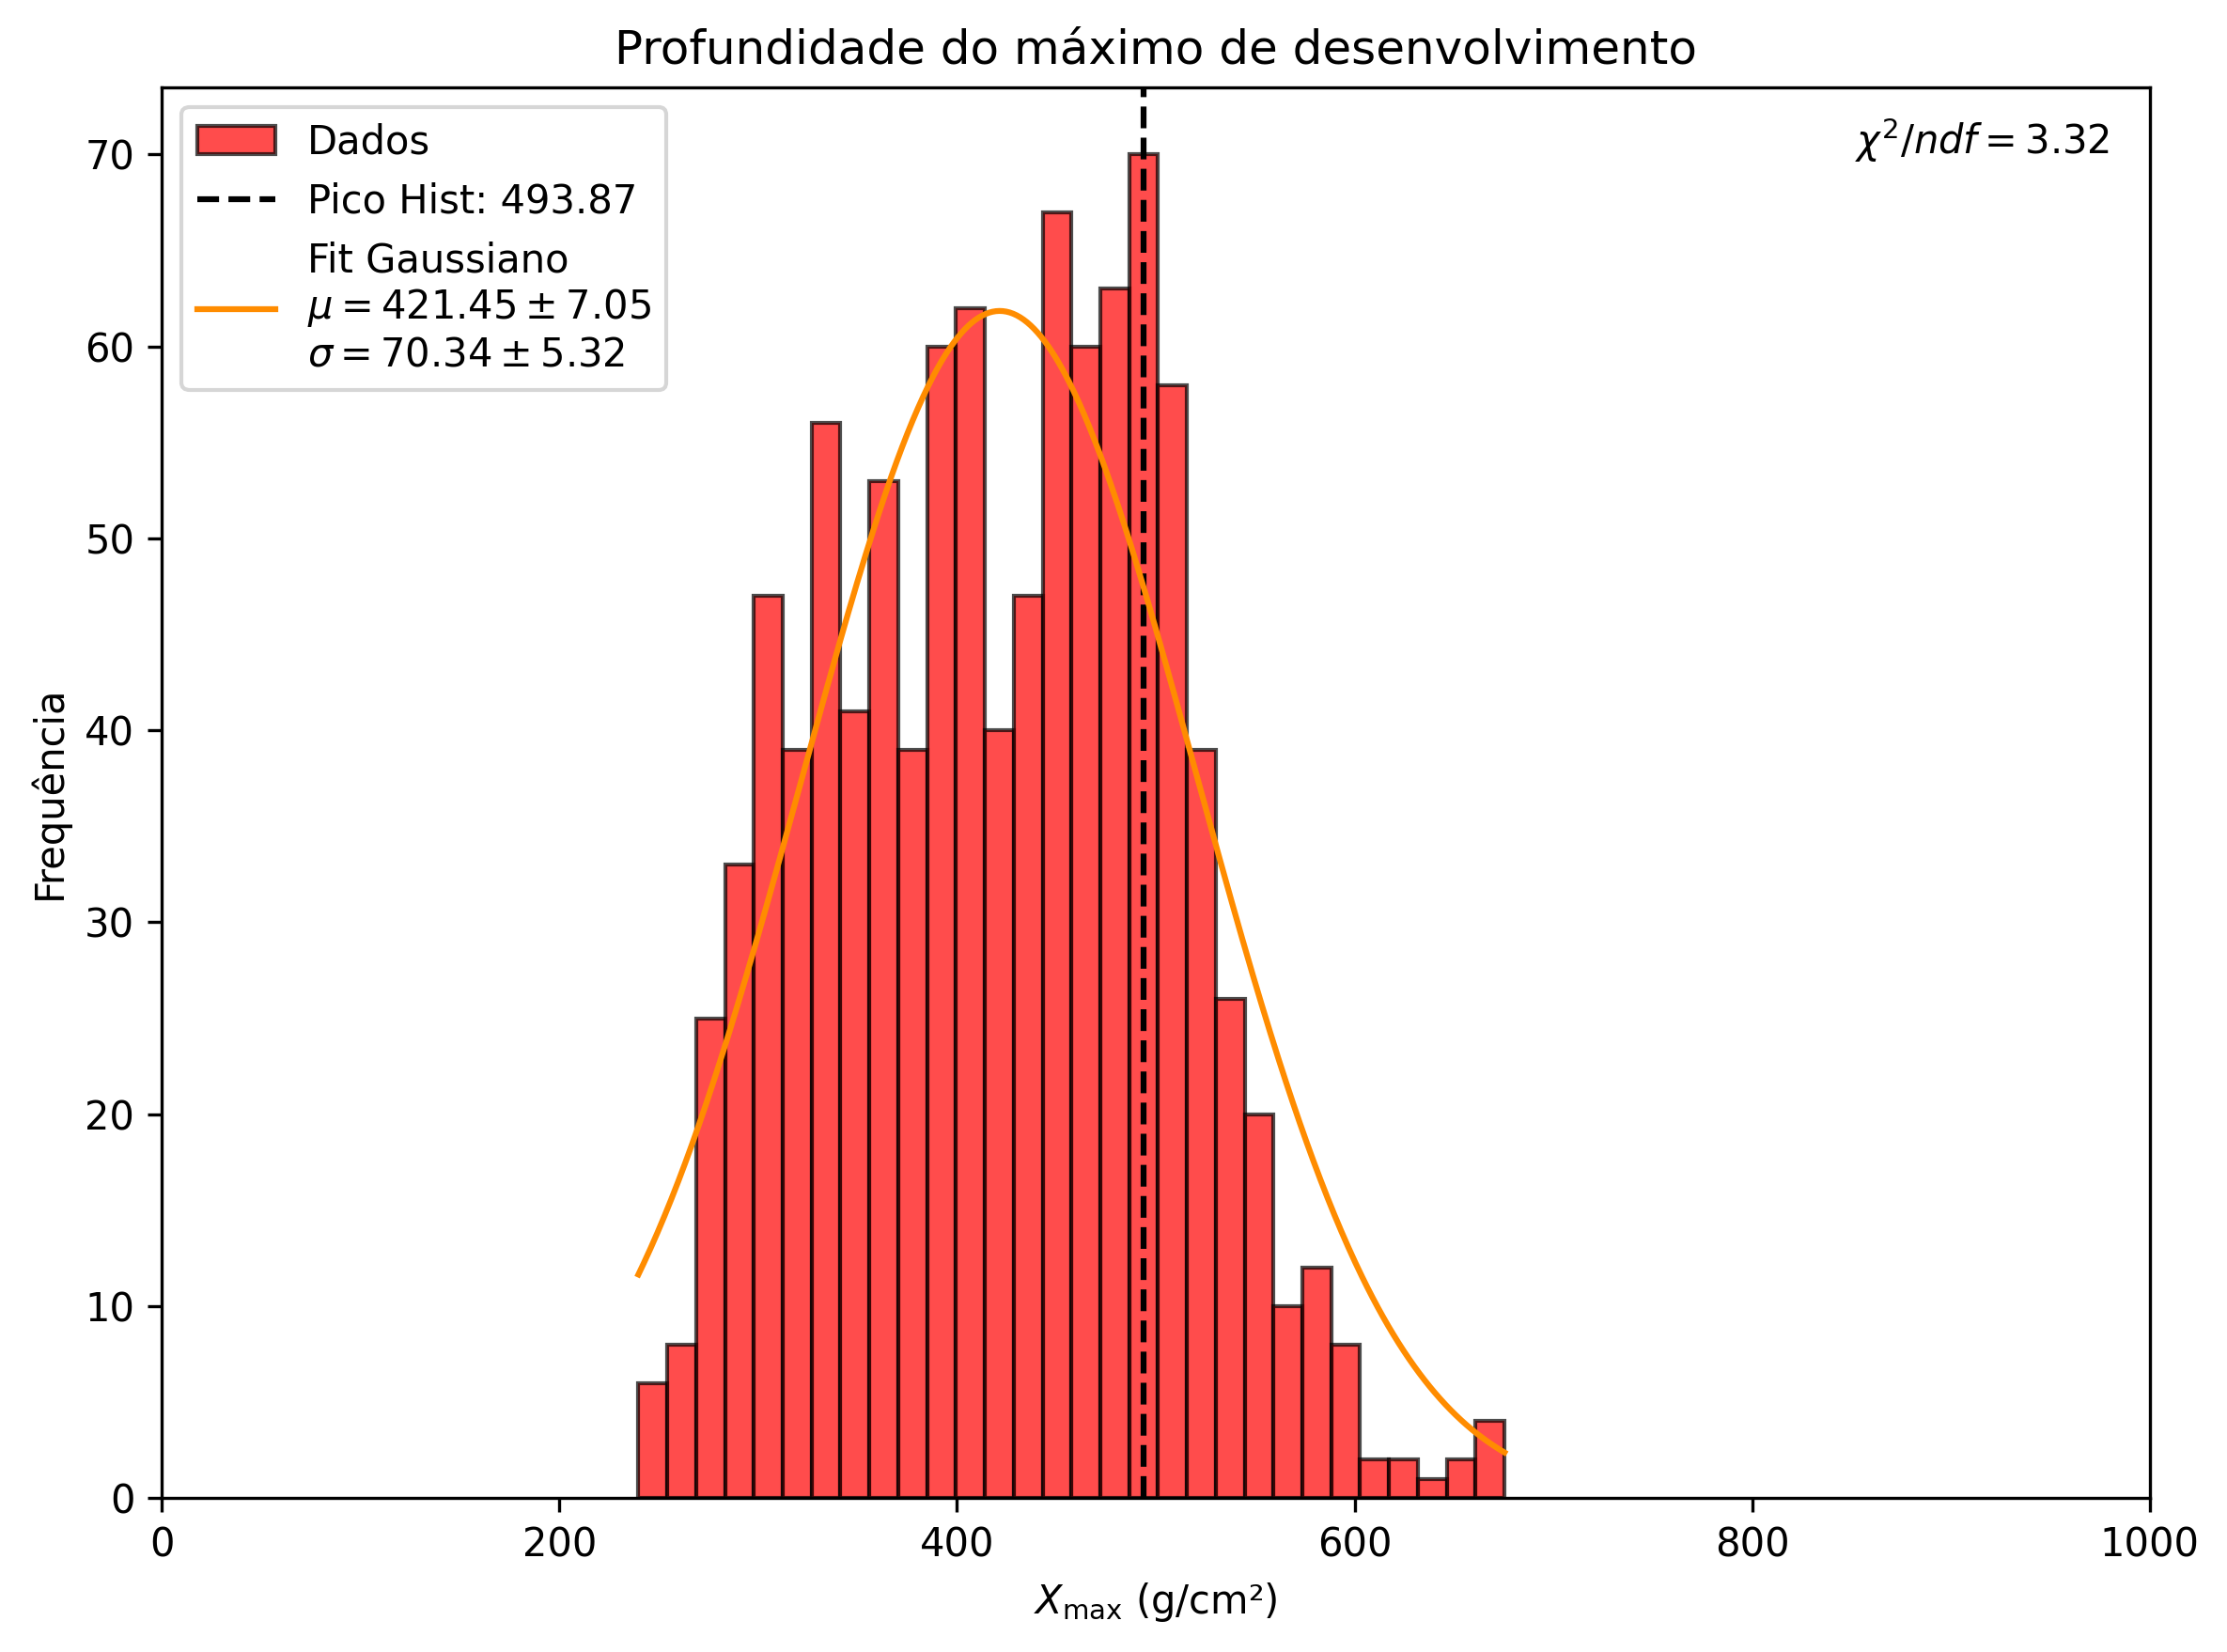 Profundidade do máximo de desenvolvimento
Dados
Pico Hist: 493.87
Fit Gaussiano
μ = 421.45 ± 7.05
σ = 70.34 ± 5.32
χ²/ndf = 3.32
70
60
50
40
30
20
10
0
Frequência
0 200 400 600 800 1000
Xmax (g/cm²)